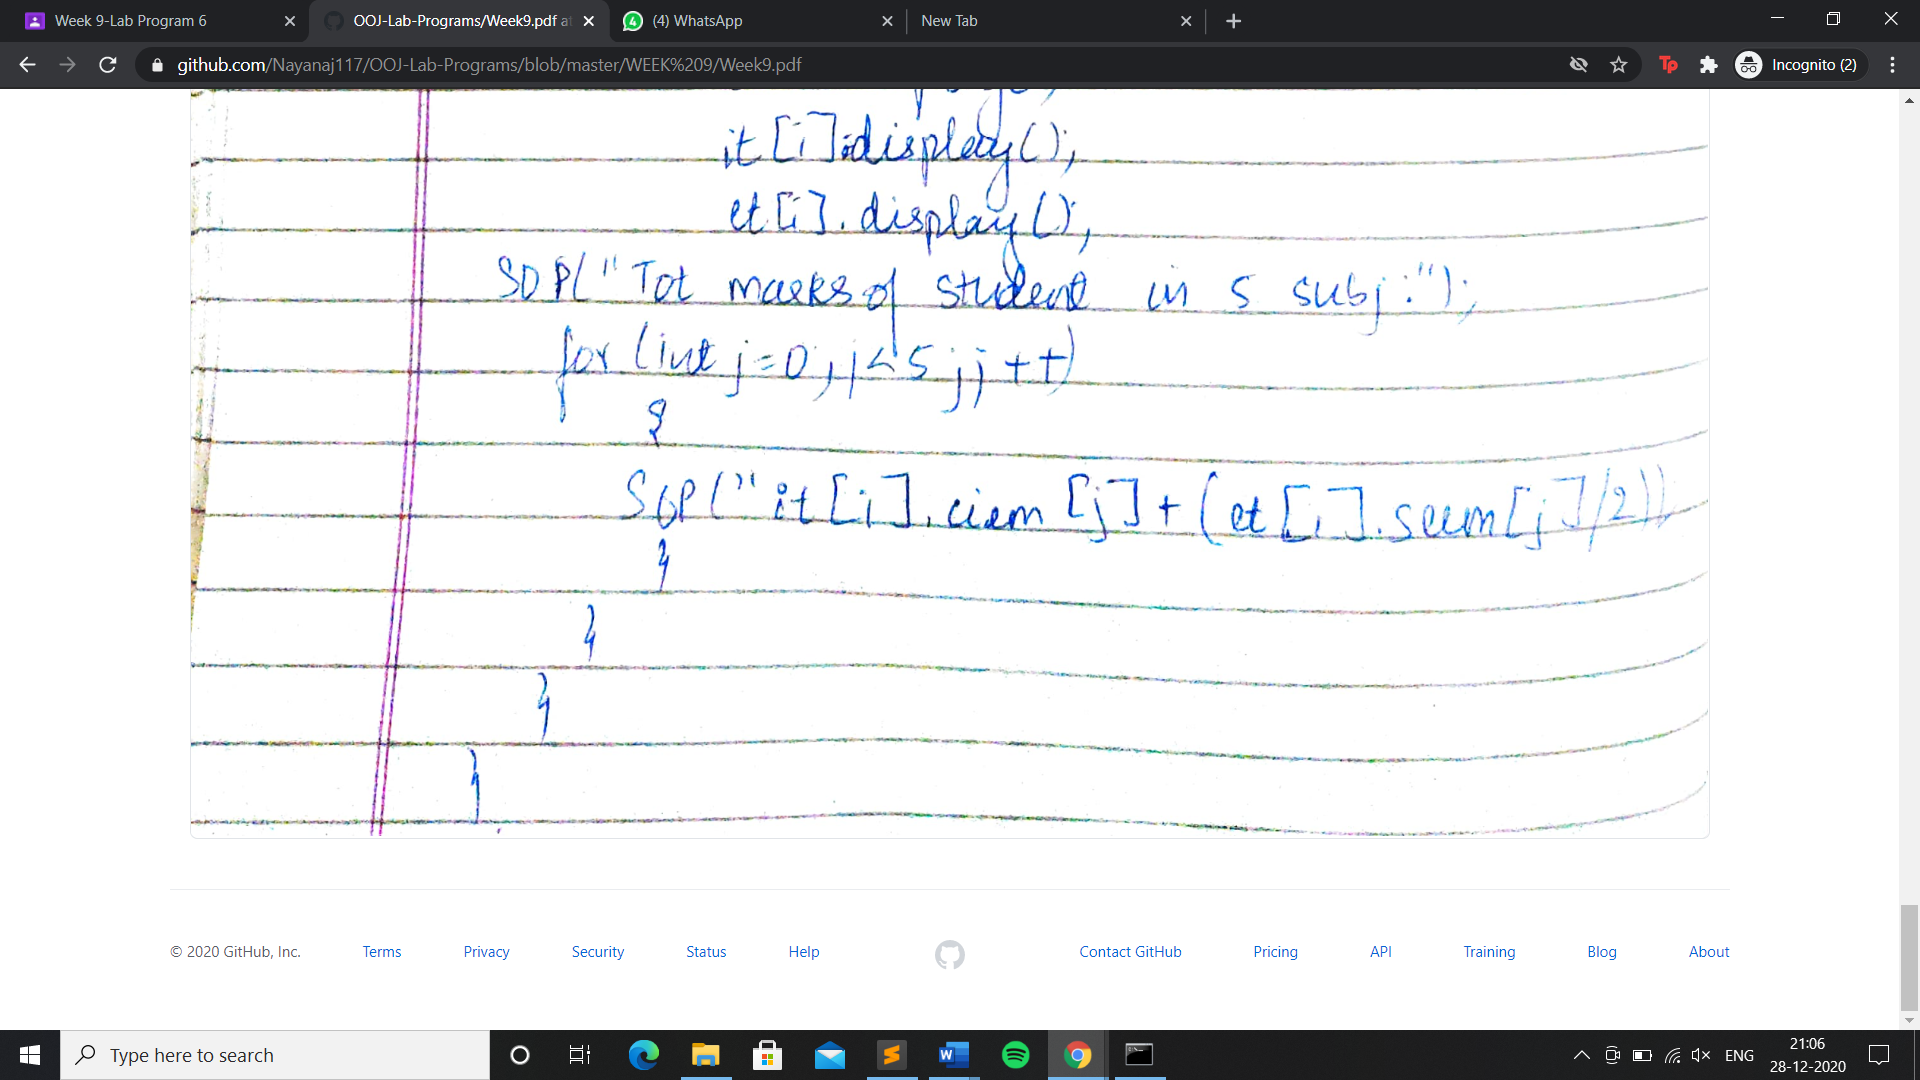 Week 9-Lab Program 6
OOJ-Lab-Programs/Week9.pdf at
(4) WhatsApp
New Tab
github.com/Nayanaj117/OOJ-Lab-Programs/blob/master/WEEK%209/Week9.pdf
Incognito (2)
it[i].display();
et[i].display();
SOP("Tot marks of student in 5 subj:");
for (int j=0;j<5;j++)
{
SOP("" it[i].ciem[j]+(et[i].seem[j]/2))
}
}
}
}
© 2020 GitHub, Inc. Terms Privacy Security Status Help Contact GitHub Pricing API Training Blog About
Type here to search
ENG
21:06
28-12-2020